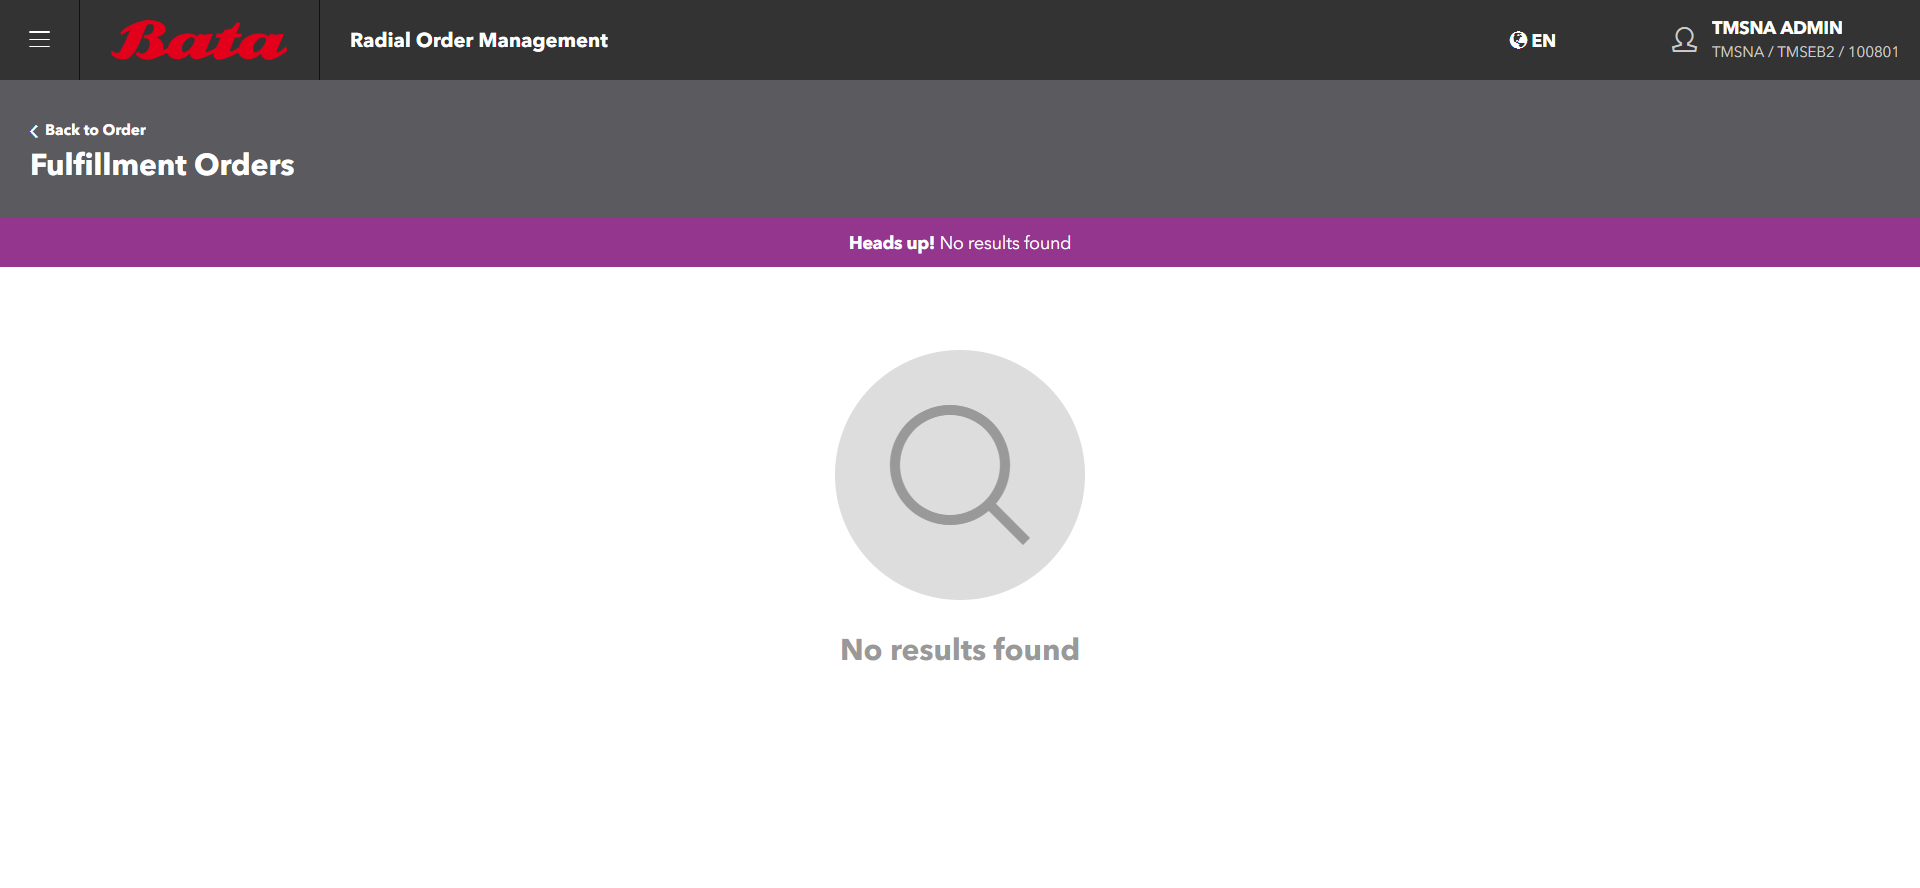 Bata
Radial Order Management
EN
TMSNA ADMIN
TMSNA / TMSEB2 / 100801
Back to Order
Fulfillment Orders
Heads up! No results found
No results found